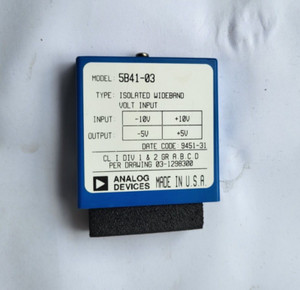 MODEL: 5B41-03
TYPE: ISOLATED WIDEBAND
VOLT INPUT
INPUT -10V +10V
OUTPUT -5V +5V
DATE CODE 9451-31
CL I DIV 1 & 2 GR A.B.C.D
PER DRAWING 03-1298300
ANALOG
DEVICES
MADE IN U.S.A